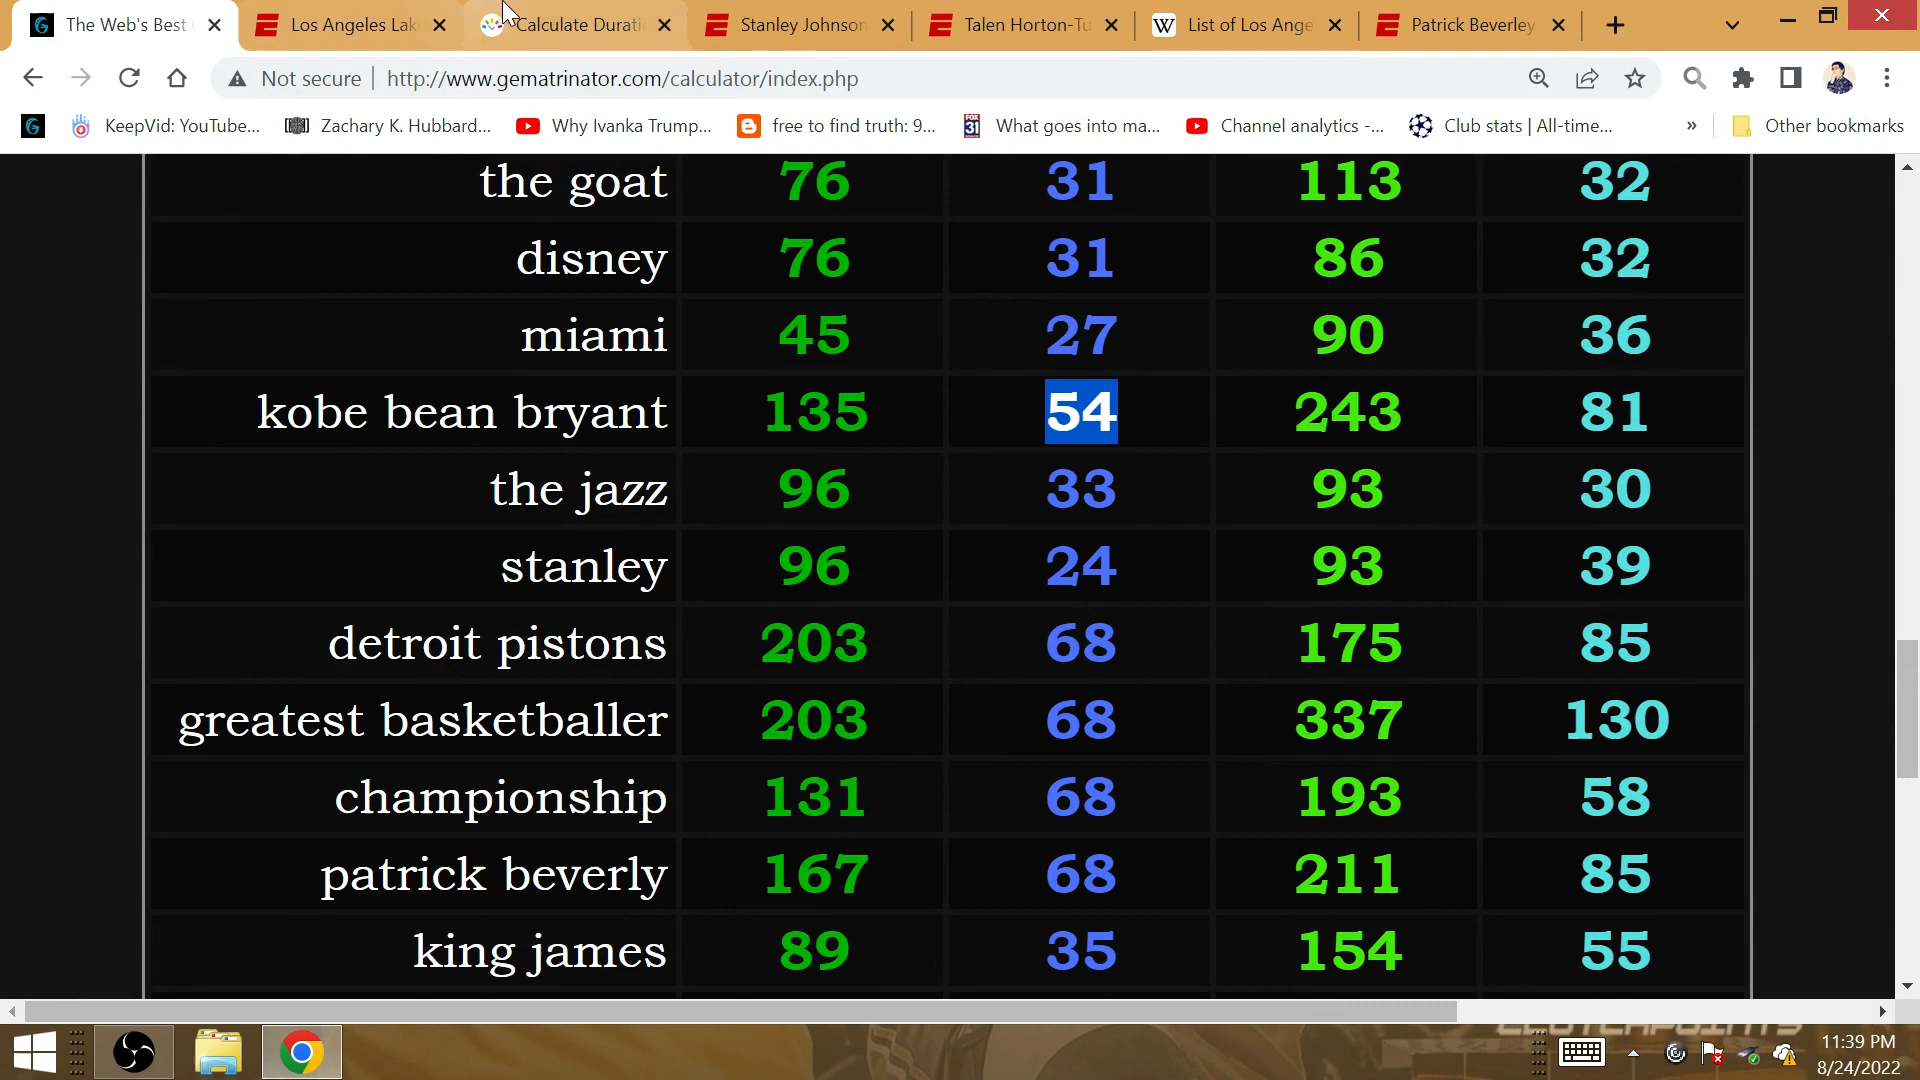 The Web's Best
Los Angeles Lak
Calculate Durati
Stanley Johnson
Talen Horton-Tu
List of Los Ange
Patrick Beverley
Not secure
http://www.gematrinator.com/calculator/index.php
KeepVid: YouTube...
Zachary K. Hubbard...
Why Ivanka Trump...
free to find truth: 9...
FOX 31
What goes into ma...
Channel analytics -...
Club stats | All-time...
»
Other bookmarks
the goat 76 31 113 32
disney 76 31 86 32
miami 45 27 90 36
kobe bean bryant 135 54 243 81
the jazz 96 33 93 30
stanley 96 24 93 39
detroit pistons 203 68 175 85
greatest basketballer 203 68 337 130
championship 131 68 193 58
patrick beverly 167 68 211 85
king james 89 35 154 55
CLUTCHPOINTS
11:39 PM
8/24/2022